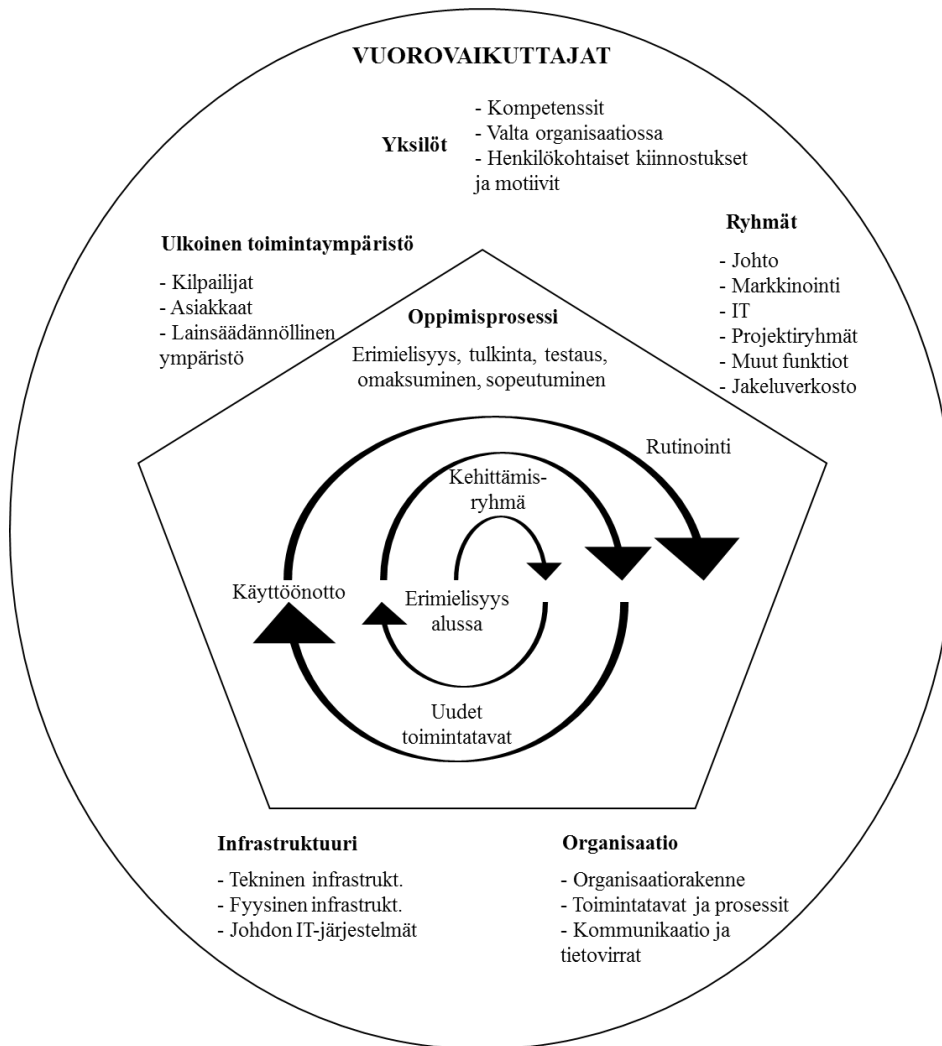 VUOROVAIKUTTAJAT
Yksilöt
- Kompetenssit
- Valta organisaatiossa
- Henkilökohtaiset kiinnostukset
ja motiivit
Ulkoinen toimintaympäristö
- Kilpailijat
- Asiakkaat
- Lainsäädännöllinen
ympäristö
Ryhmät
- Johto
- Markkinointi
- IT
- Projektiryhmät
- Muut funktiot
- Jakeluverkosto
Oppimisprosessi
Erimielisyys, tulkinta, testaus,
omaksuminen, sopeutuminen
Rutinointi
Kehittämis-
ryhmä
Käyttöönotto
Erimielisyys
alussa
Uudet
toimintatavat
Infrastruktuuri
- Tekninen infrastrukt.
- Fyysinen infrastrukt.
- Johdon IT-järjestelmät
Organisaatio
- Organisaatiorakenne
- Toimintatavat ja prosessit
- Kommunikaatio ja
tietovirrat